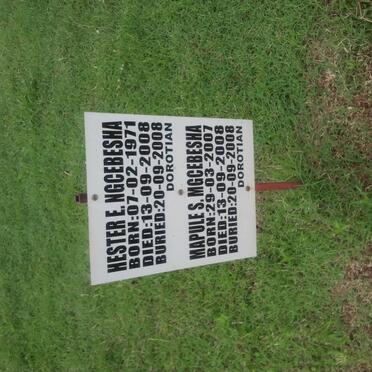 HESTER E. NGCEBESHA
BORN:07-02-1971
DIED:13-09-2008
BURIED:20-09-2008
DOROTIAN
MAPULE S. NGCEBESHA
BORN:29-03-2007
DIED:13-09-2008
BURIED:20-09-2008
DOROTIAN